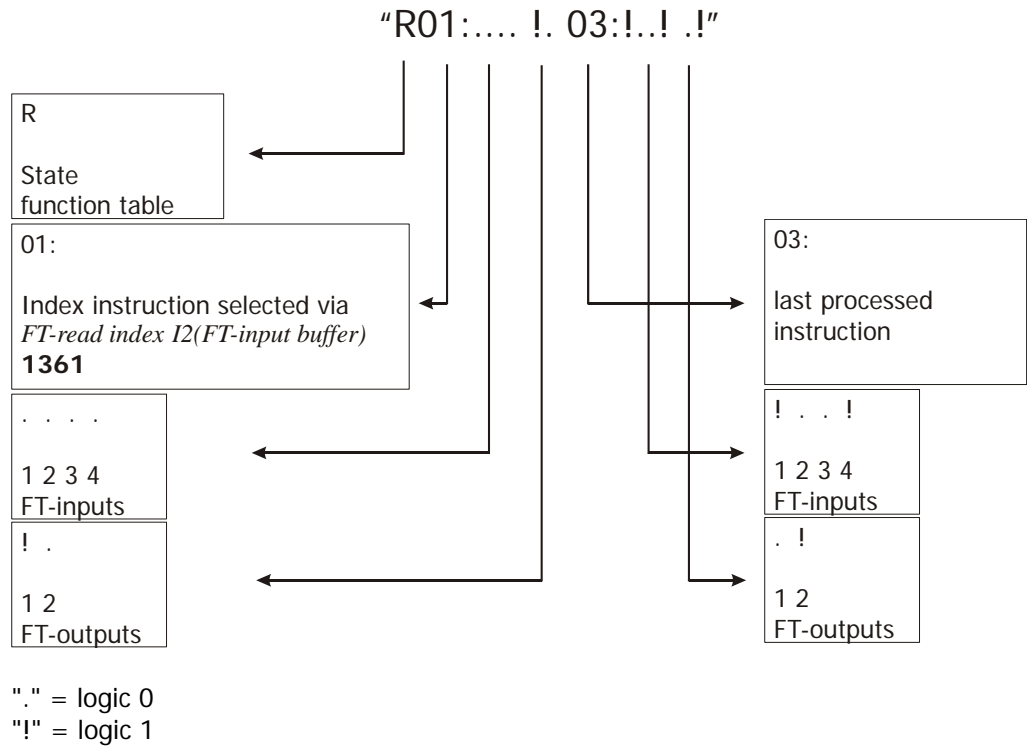 “R01:.... !. 03:!..! .!”
R
State
function table
01:
Index instruction selected via
FT-read index I2(FT-input buffer)
1361
. . . .
1 2 3 4
FT-inputs
! .
1 2
FT-outputs
03:
last processed
instruction
! . . !
1 2 3 4
FT-inputs
. !
1 2
FT-outputs
"." = logic 0
"!" = logic 1